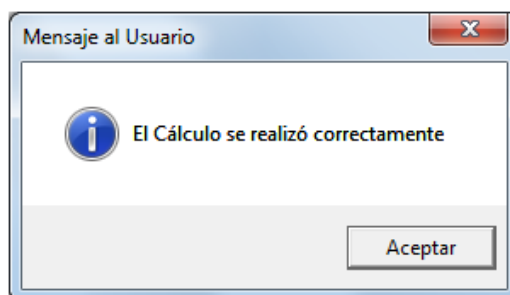 Mensaje al Usuario
El Cálculo se realizó correctamente
Aceptar